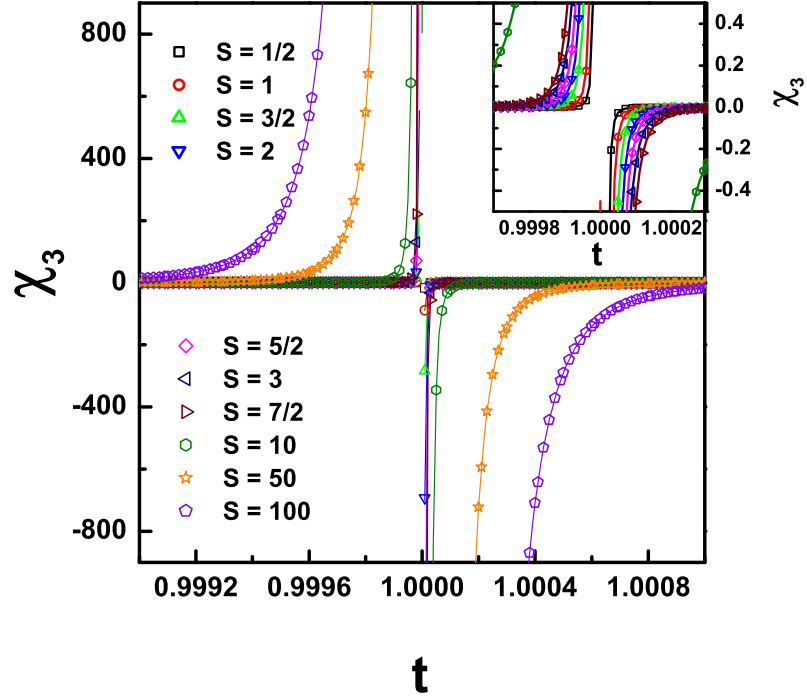 800
400
0
-400
-800
χ3
S = 1/2
S = 1
S = 3/2
S = 2
S = 5/2
S = 3
S = 7/2
S = 10
S = 50
S = 100
0.9992 0.9996 1.0000 1.0004 1.0008
t
0.4
0.2
0.0
-0.2
-0.4
χ3
0.9998 1.0000 1.0002
t